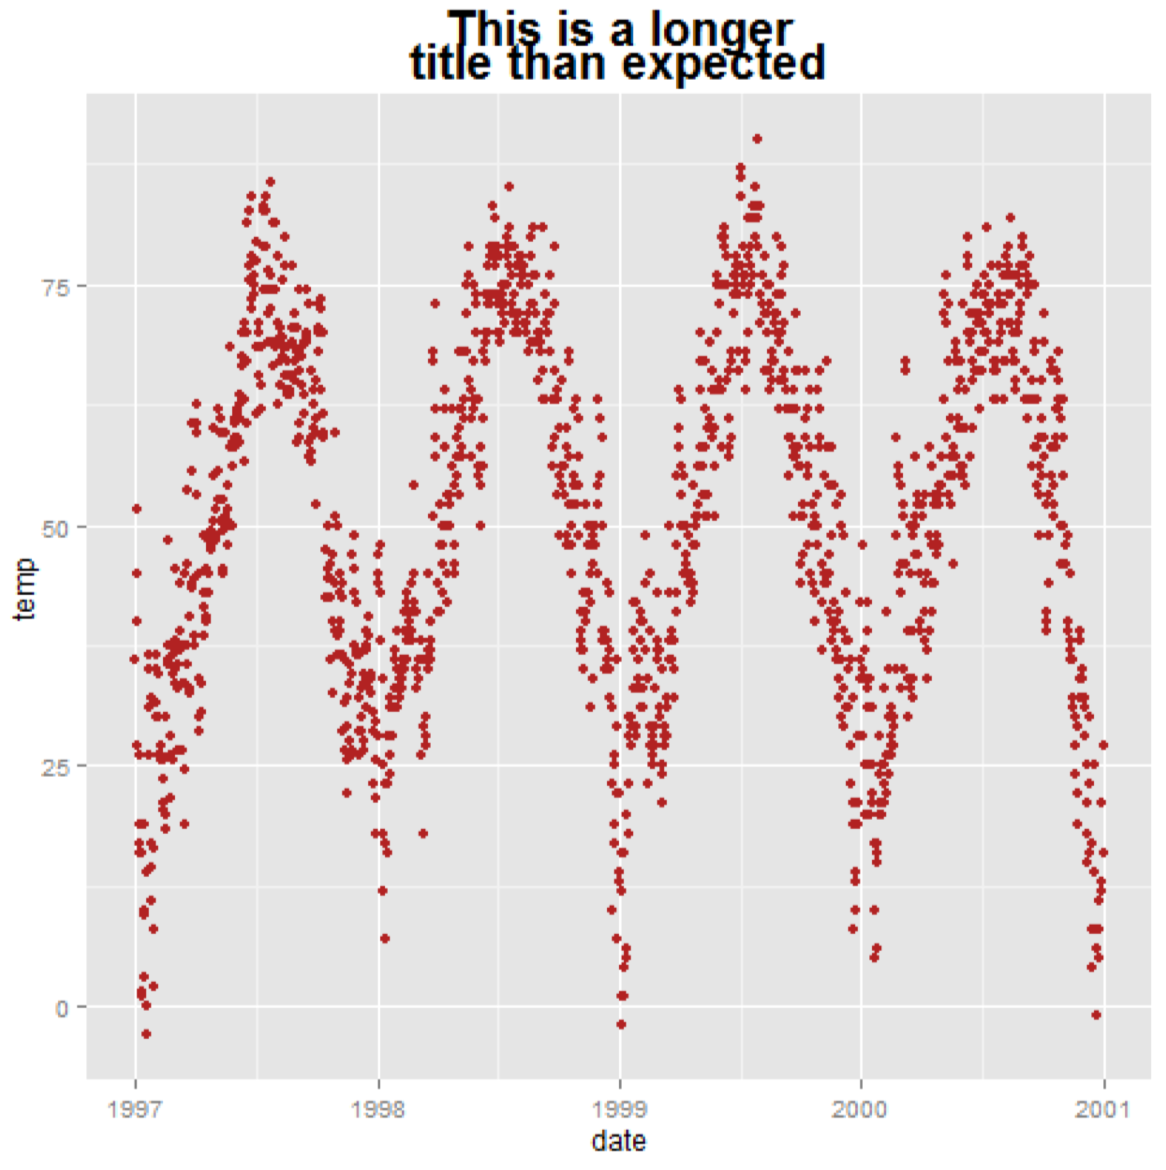 This is a longer
title than expected
75
50
25
0
temp
1997 1998 1999 2000 2001
date